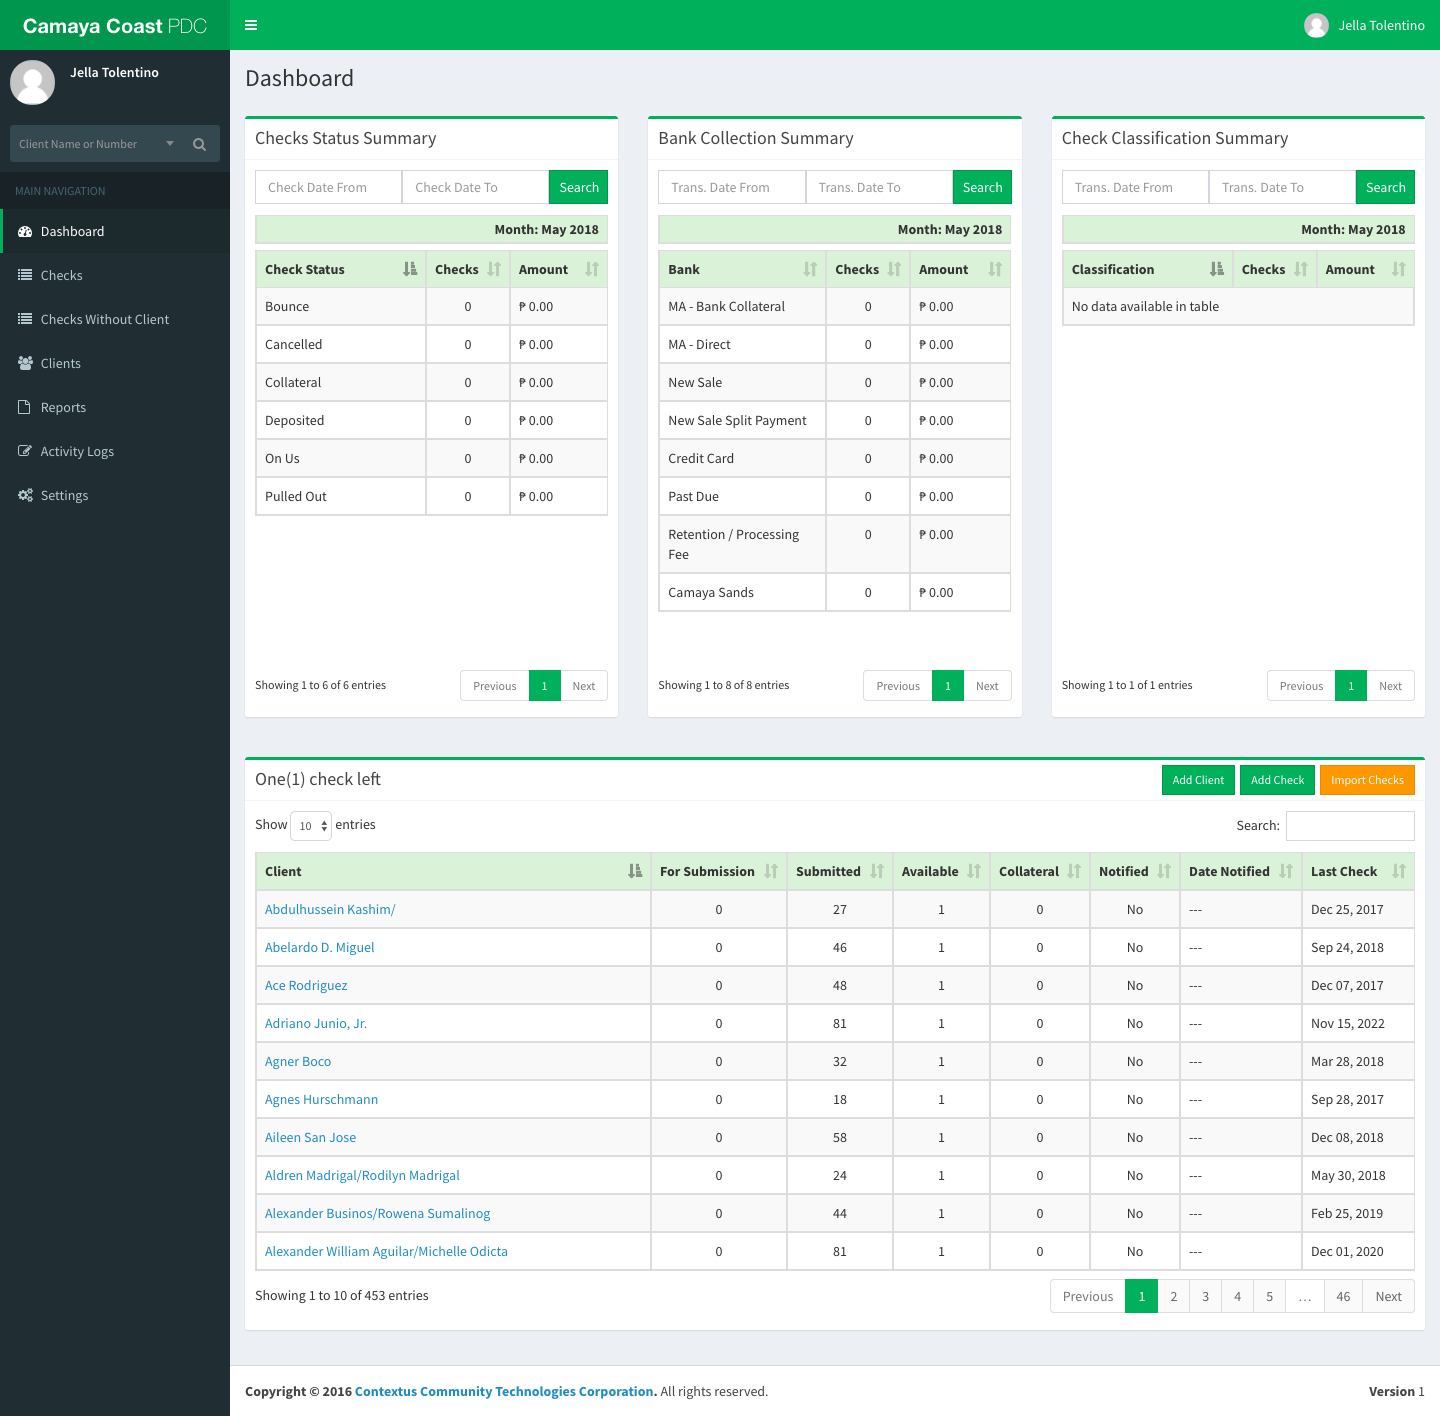 Camaya Coast PDC
Jella Tolentino
Jella Tolentino
Client Name or Number
MAIN NAVIGATION
Dashboard
Checks
Checks Without Client
Clients
Reports
Activity Logs
Settings
Dashboard
Checks Status Summary
Check Date From Check Date To Search
Month: May 2018
Check Status Checks Amount
Bounce 0 ₱ 0.00
Cancelled 0 ₱ 0.00
Collateral 0 ₱ 0.00
Deposited 0 ₱ 0.00
On Us 0 ₱ 0.00
Pulled Out 0 ₱ 0.00
Showing 1 to 6 of 6 entries Previous 1 Next
Bank Collection Summary
Trans. Date From Trans. Date To Search
Month: May 2018
Bank Checks Amount
MA - Bank Collateral 0 ₱ 0.00
MA - Direct 0 ₱ 0.00
New Sale 0 ₱ 0.00
New Sale Split Payment 0 ₱ 0.00
Credit Card 0 ₱ 0.00
Past Due 0 ₱ 0.00
Retention / Processing 0 ₱ 0.00
Fee
Camaya Sands 0 ₱ 0.00
Showing 1 to 8 of 8 entries Previous 1 Next
Check Classification Summary
Trans. Date From Trans. Date To Search
Month: May 2018
Classification Checks Amount
No data available in table
Showing 1 to 1 of 1 entries Previous 1 Next
One(1) check left Add Client Add Check Import Checks
Show 10 entries Search:
Client For Submission Submitted Available Collateral Notified Date Notified Last Check
Abdulhussein Kashim/ 0 27 1 0 No --- Dec 25, 2017
Abelardo D. Miguel 0 46 1 0 No --- Sep 24, 2018
Ace Rodriguez 0 48 1 0 No --- Dec 07, 2017
Adriano Junio, Jr. 0 81 1 0 No --- Nov 15, 2022
Agner Boco 0 32 1 0 No --- Mar 28, 2018
Agnes Hurschmann 0 18 1 0 No --- Sep 28, 2017
Aileen San Jose 0 58 1 0 No --- Dec 08, 2018
Aldren Madrigal/Rodilyn Madrigal 0 24 1 0 No --- May 30, 2018
Alexander Businos/Rowena Sumalinog 0 44 1 0 No --- Feb 25, 2019
Alexander William Aguilar/Michelle Odicta 0 81 1 0 No --- Dec 01, 2020
Showing 1 to 10 of 453 entries Previous 1 2 3 4 5 … 46 Next
Copyright © 2016 Contextus Community Technologies Corporation. All rights reserved. Version 1